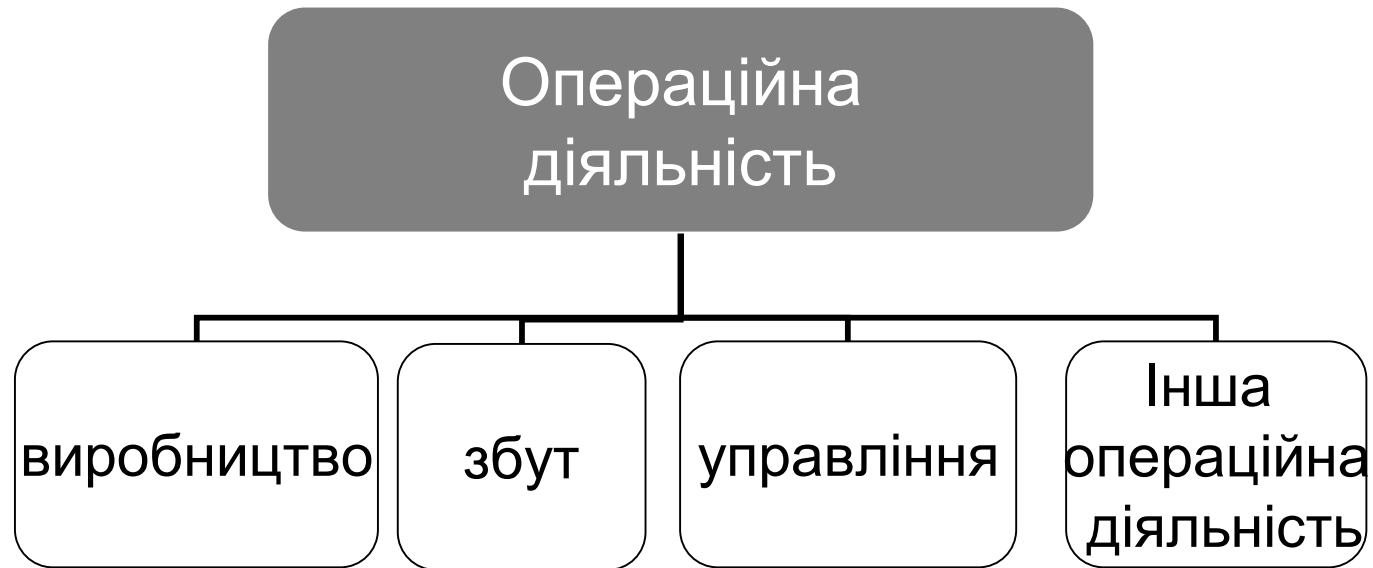 Операційна
діяльність
виробництво
збут
управління
Інша
операційна
діяльність